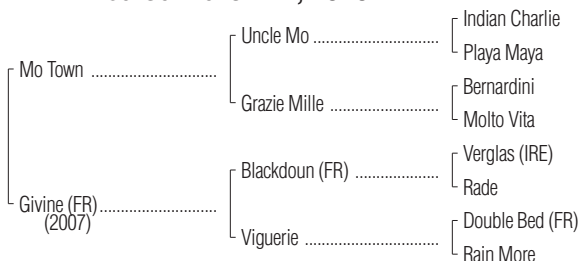 Indian Charlie
Uncle Mo
Playa Maya
Mo Town
Bernardini
Grazie Mille
Molto Vita
Verglas (IRE)
Blackdoun (FR)
Rade
Givine (FR)
(2007)
Double Bed (FR)
Viguerie
Rain More